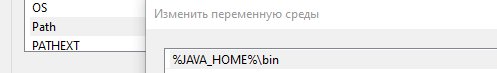 OS
Path
PATHEXT
Изменить переменную среды
%JAVA_HOME%\bin